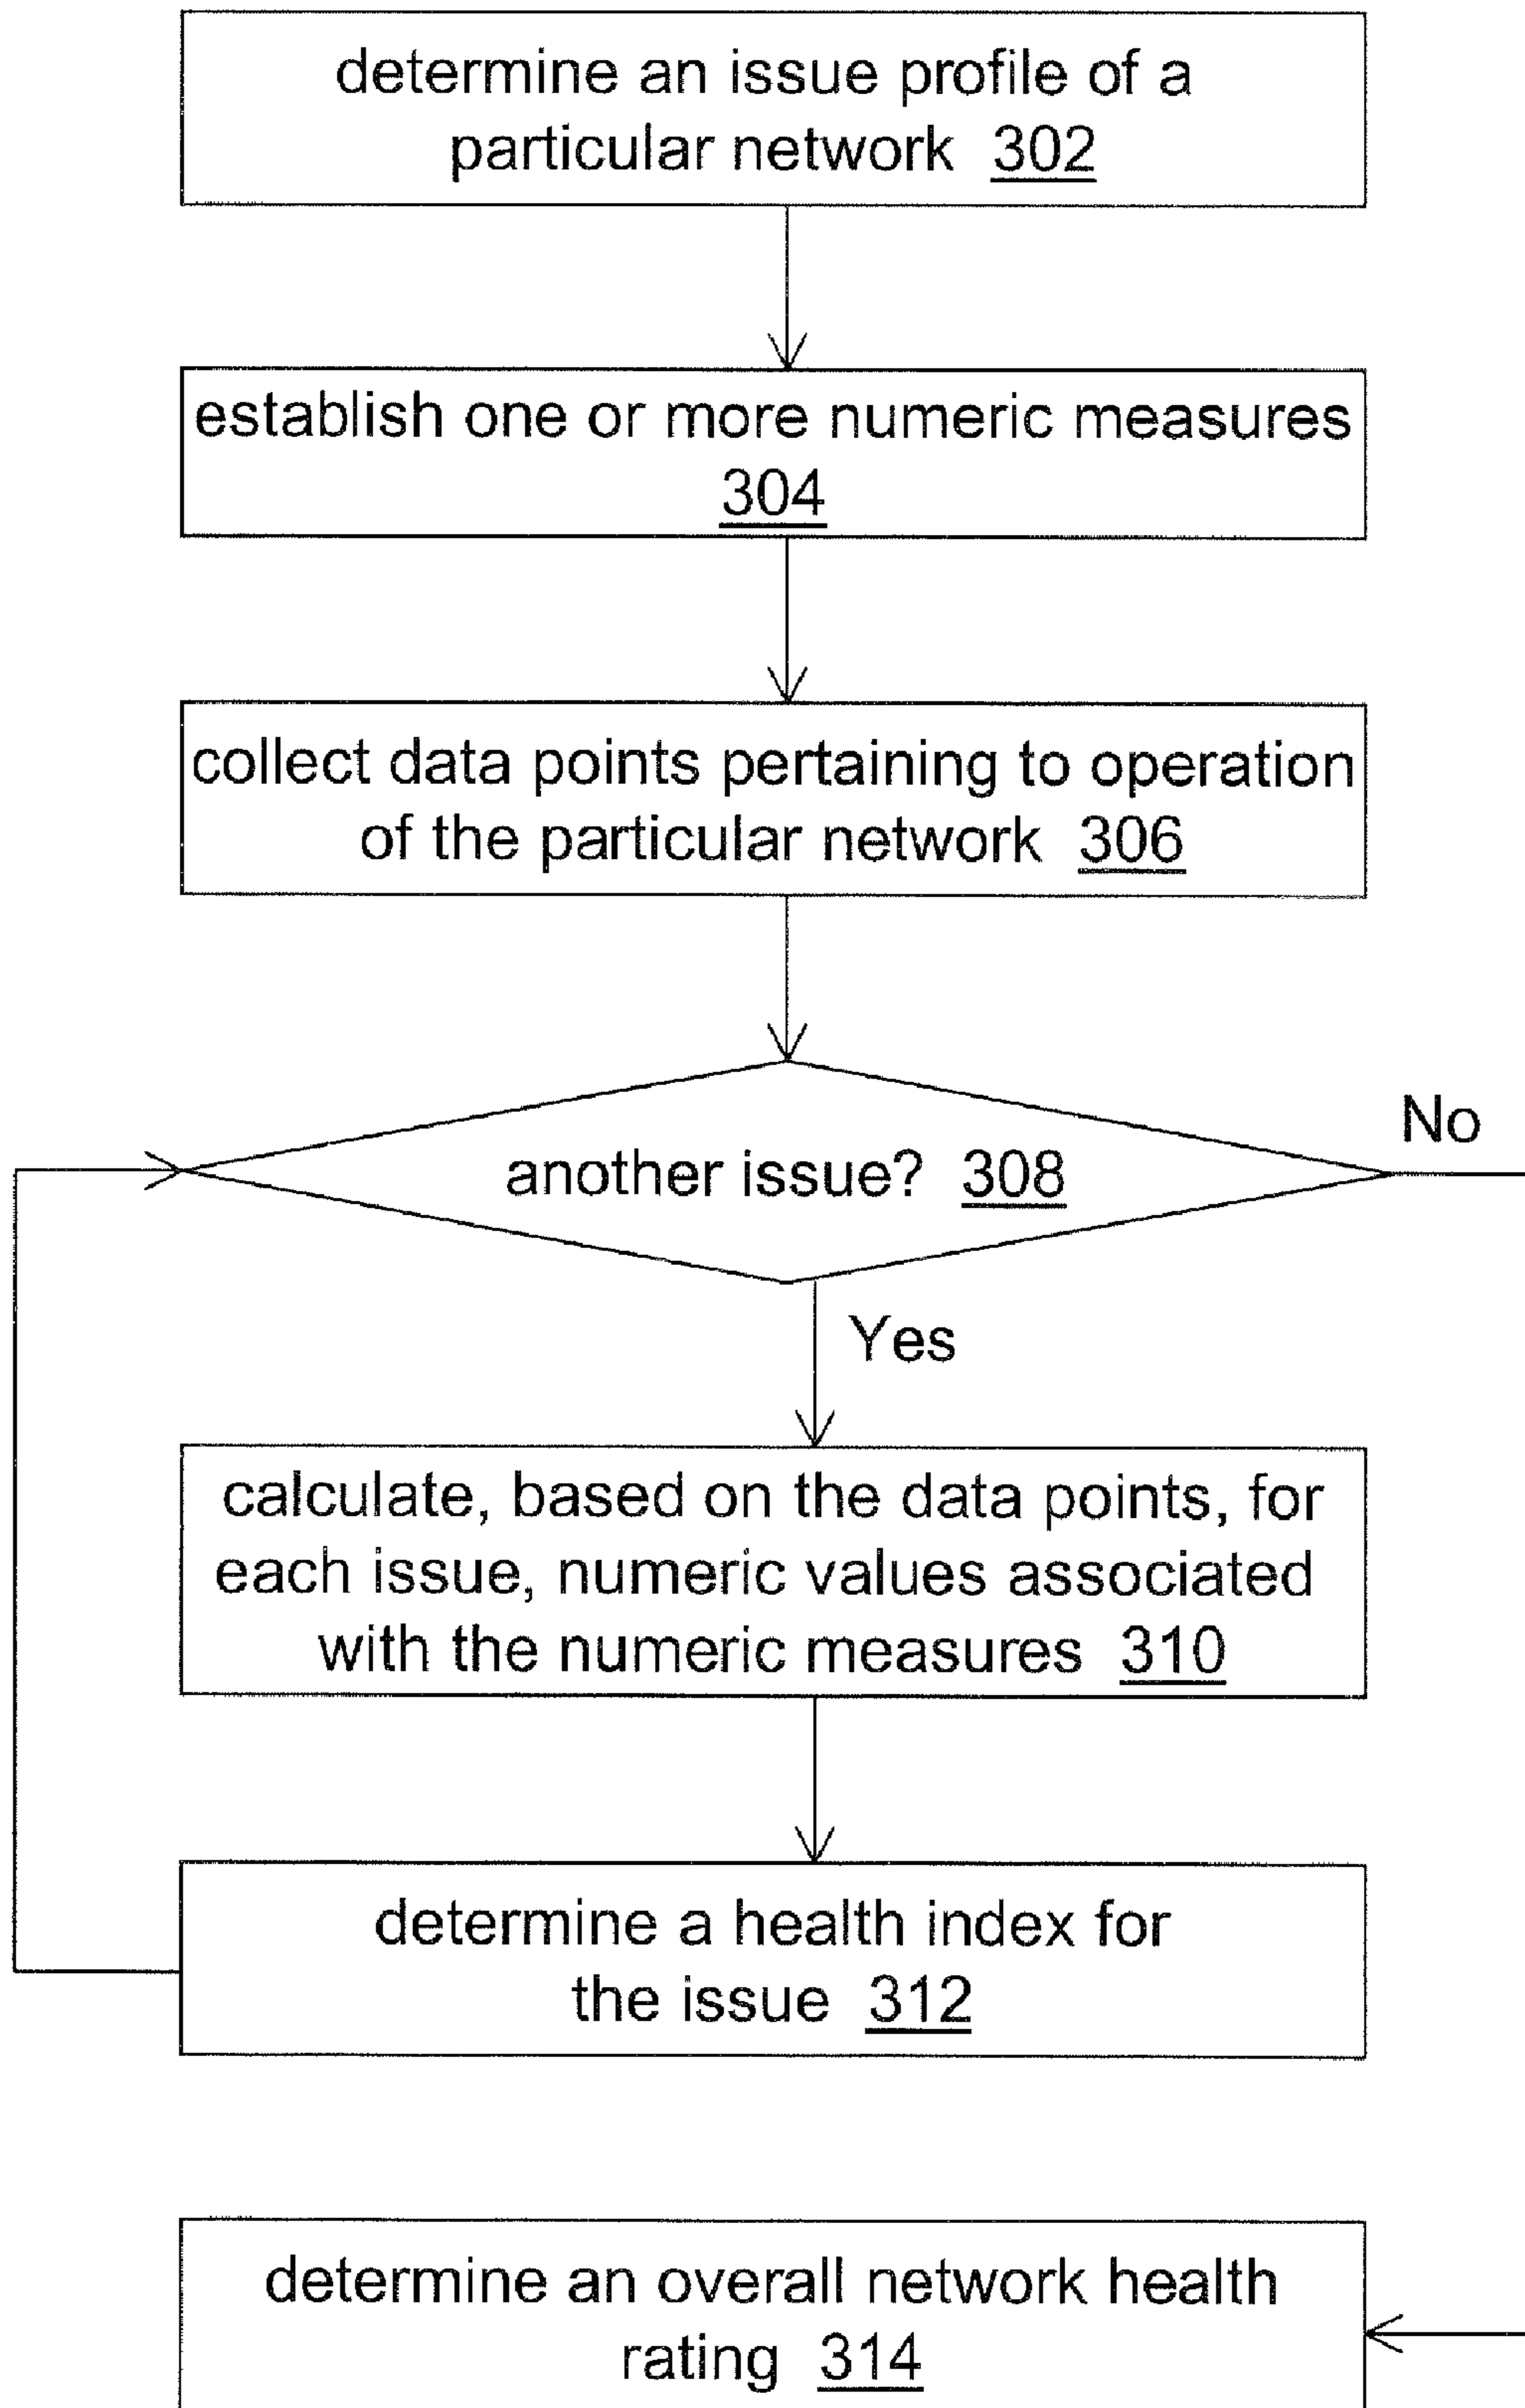 determine an issue profile of a
particular network 302
establish one or more numeric measures
304
collect data points pertaining to operation
of the particular network 306
another issue? 308
No
Yes
calculate, based on the data points, for
each issue, numeric values associated
with the numeric measures 310
determine a health index for
the issue 312
determine an overall network health
rating 314